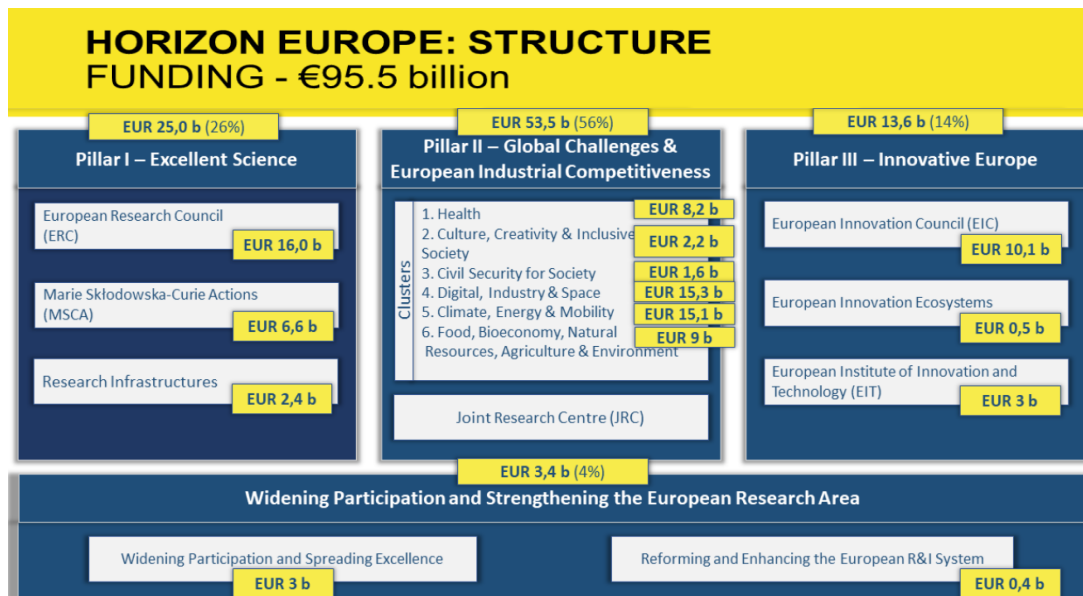 HORIZON EUROPE: STRUCTURE
FUNDING - €95.5 billion
EUR 25,0 b (26%)
Pillar I – Excellent Science
European Research Council
(ERC)
EUR 16,0 b
Marie Skłodowska-Curie Actions
(MSCA)
EUR 6,6 b
Research Infrastructures
EUR 2,4 b
EUR 53,5 b (56%)
Pillar II – Global Challenges &
European Industrial Competitiveness
Clusters
1. Health
EUR 8,2 b
2. Culture, Creativity & Inclusive
Society
EUR 2,2 b
3. Civil Security for Society
EUR 1,6 b
4. Digital, Industry & Space
EUR 15,3 b
5. Climate, Energy & Mobility
EUR 15,1 b
6. Food, Bioeconomy, Natural
Resources, Agriculture & Environment
EUR 9 b
Joint Research Centre (JRC)
EUR 13,6 b (14%)
Pillar III – Innovative Europe
European Innovation Council (EIC)
EUR 10,1 b
European Innovation Ecosystems
EUR 0,5 b
European Institute of Innovation and
Technology (EIT)
EUR 3 b
EUR 3,4 b (4%)
Widening Participation and Strengthening the European Research Area
Widening Participation and Spreading Excellence
EUR 3 b
Reforming and Enhancing the European R&I System
EUR 0,4 b